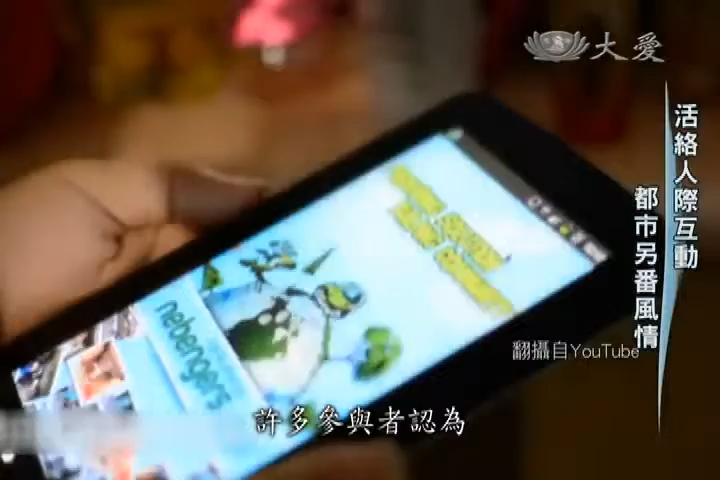 大愛
活絡人際互動
都市另番風情
翻攝自YouTube
nebengers
許多參與者認為